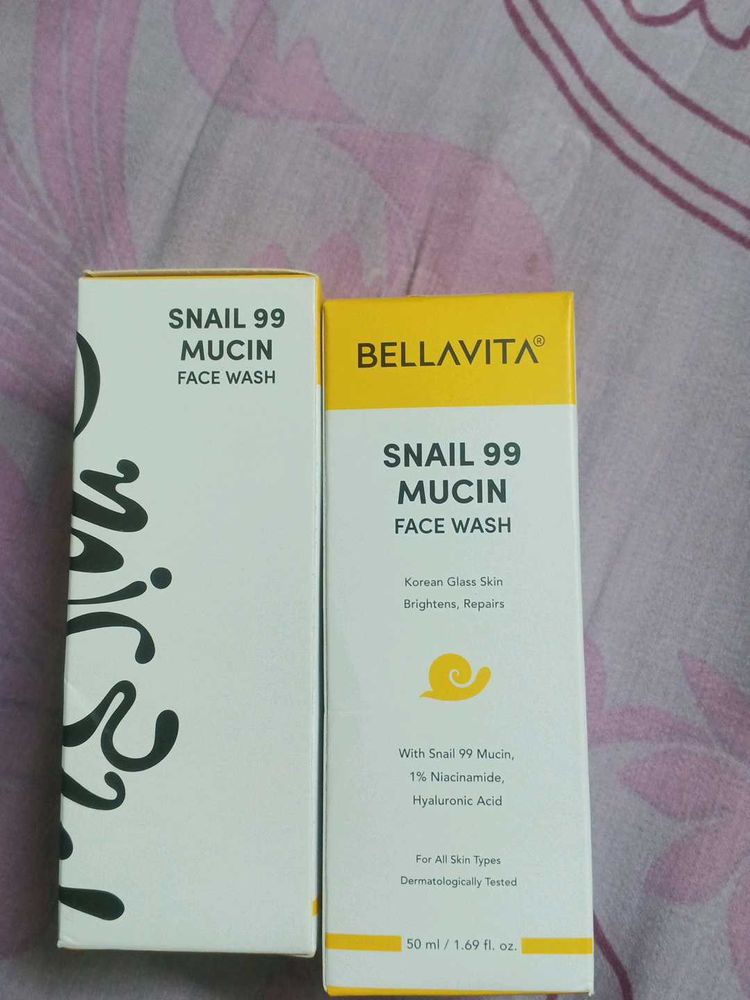 SNAIL 99
MUCIN
FACE WASH
BELLAVITA®
SNAIL 99
MUCIN
FACE WASH
Korean Glass Skin
Brightens, Repairs
With Snail 99 Mucin,
1% Niacinamide,
Hyaluronic Acid
For All Skin Types
Dermatologically Tested
50 ml / 1.69 fl. oz.